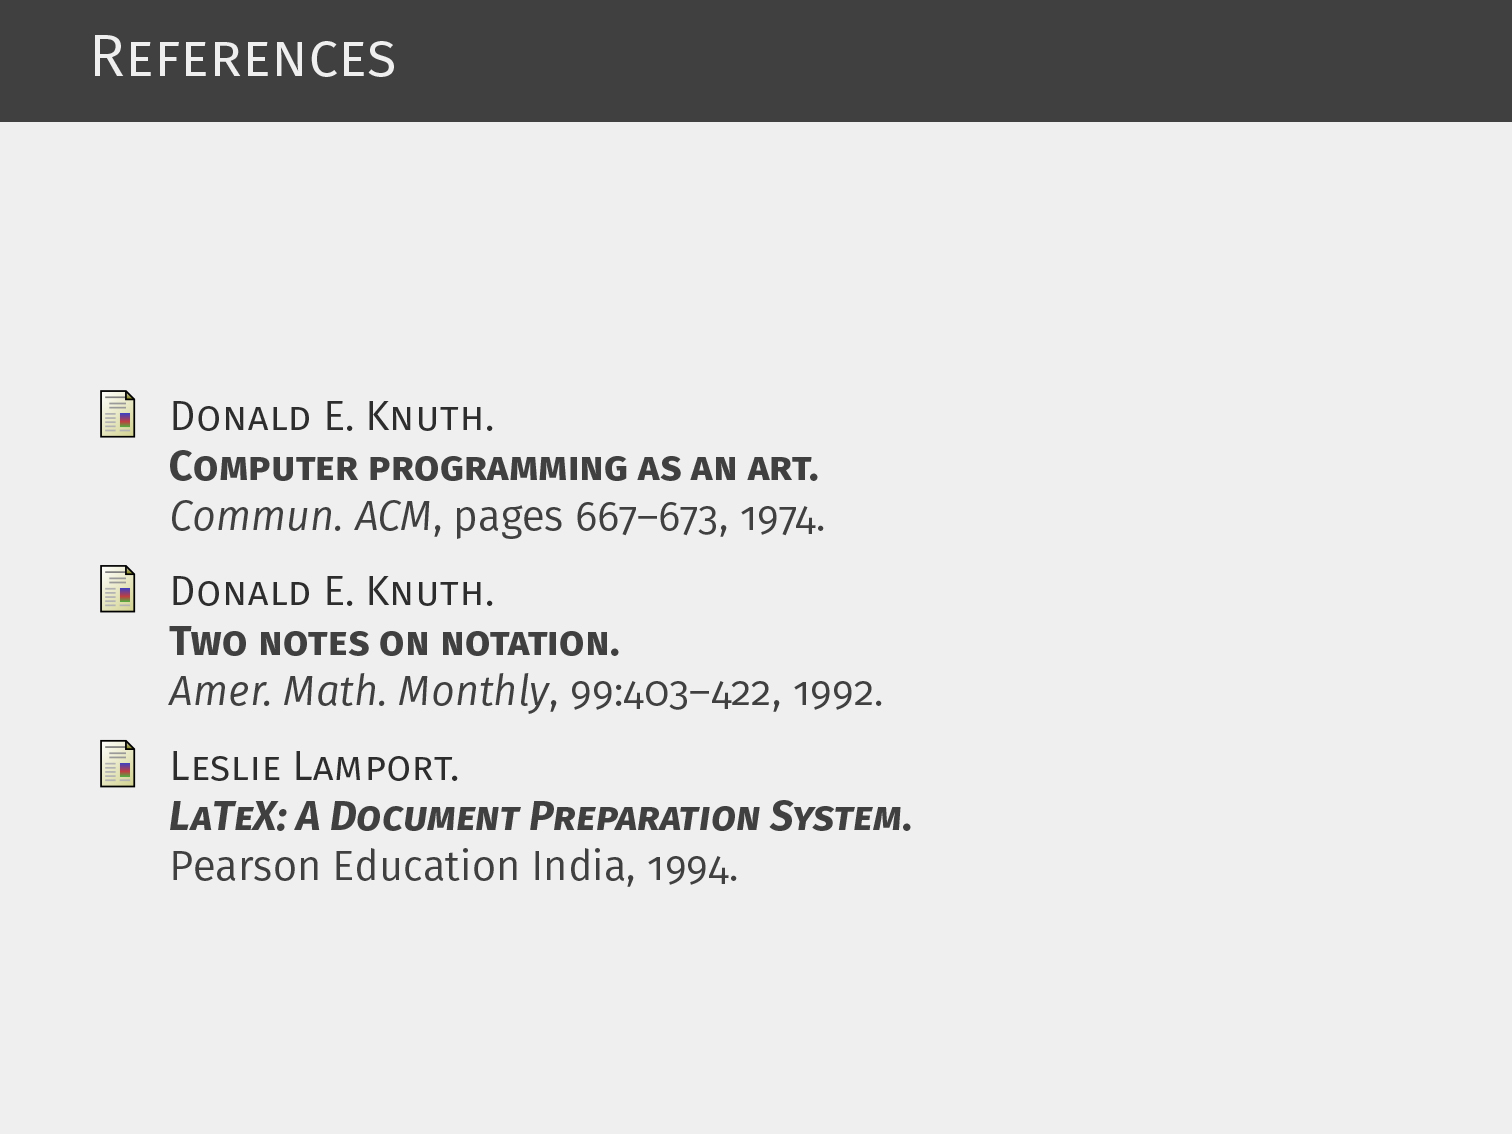 References
Donald E. Knuth.
Computer programming as an art.
Commun. ACM, pages 667–673, 1974.
Donald E. Knuth.
Two notes on notation.
Amer. Math. Monthly, 99:403–422, 1992.
Leslie Lamport.
LaTeX: A Document Preparation System.
Pearson Education India, 1994.